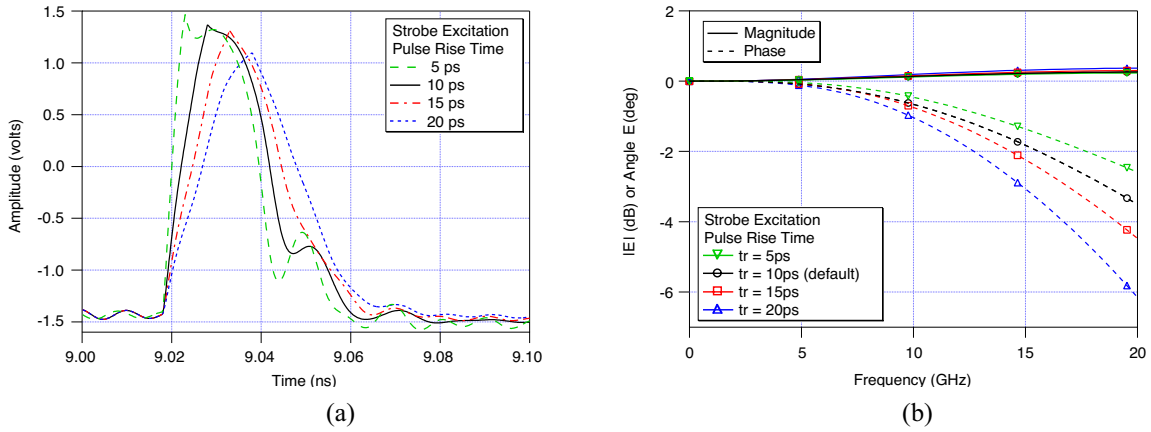 1.5
1.0
0.5
0.0
-0.5
-1.0
-1.5
Amplitude (volts)
9.00
9.02
9.04
9.06
9.08
9.10
Time (ns)
Strobe Excitation
Pulse Rise Time
5 ps
10 ps
15 ps
20 ps
(a)
2
0
-2
-4
-6
|E| (dB) or Angle E (deg)
0
5
10
15
20
Frequency (GHz)
Magnitude
Phase
Strobe Excitation
Pulse Rise Time
tr = 5ps
tr = 10ps (default)
tr = 15ps
tr = 20ps
(b)